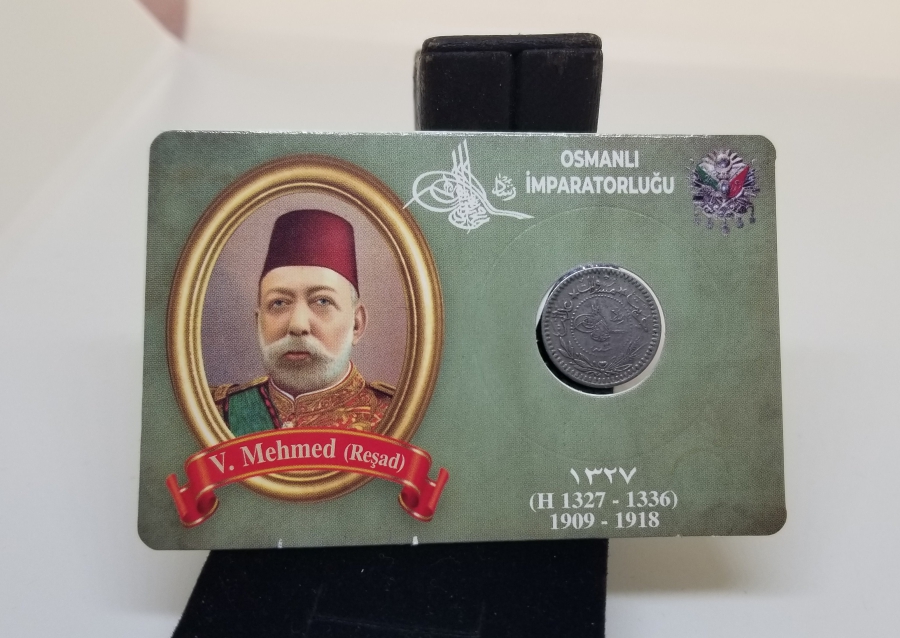 OSMANLI
İMPARATORLUĞU
V. Mehmed (Reşad)
١٣٢٧
(H 1327 - 1336)
1909 - 1918